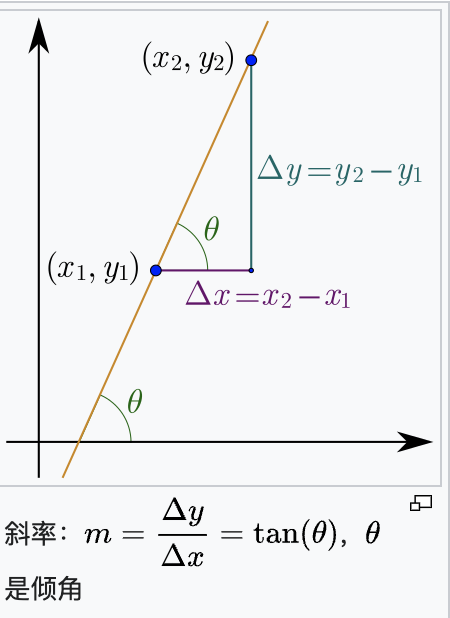 (x₂, y₂)
Δy=y₂−y₁
θ
(x₁, y₁)
Δx=x₂−x₁
θ
斜率：m = Δy/Δx = tan(θ)，θ
是倾角